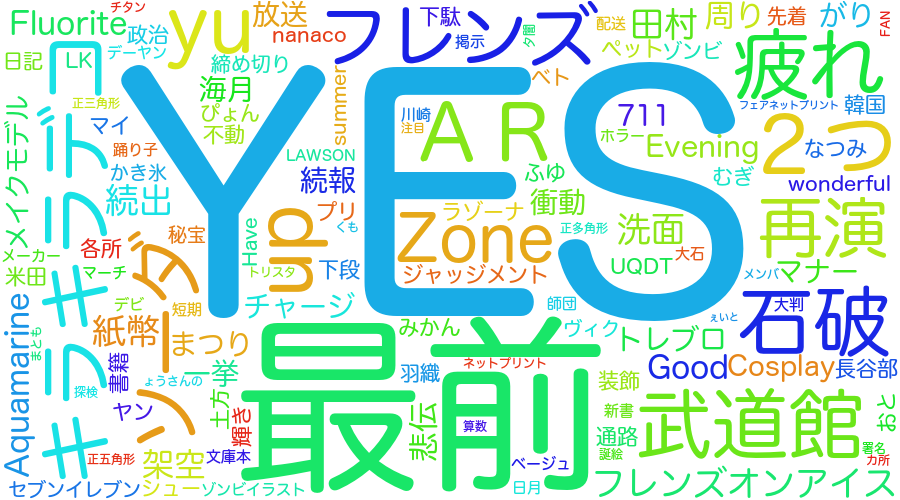 チタン
Fluorite
政治
yu
放送
フレンズ
下駄
掲示
夕闇
配送
田村
周り
先着
がり
FAN
日記
LK
デーヤン
nanaco
ペット
ゾンビ
締め切り
海月
ベト
疲れ
正三角形
ぴょん
不動
summer
YES
AR
川崎
注目
711
ホラー
フェアネットプリント
韓国
メイクモデル
キラキラデコ
マイ
踊り子
LAWSON
Evening
2つ
なつみ
かき氷
続出
続報
ふゆ
衝動
むぎ
wonderful
プリ
ラゾーナ
Zone
正多角形
洗面
再演
Have
up
秘宝
くも
各所
メーカー
米田
マーチ
トリスタ
下段
ジャッジメント
UQDT
大石
メンバ
マナー
Aquamarine
デビ
短期
チャージ
師団
石破
大判
まとも
紙幣
ソーダ
まつり
最前
みかん
ヴィク
トレブロ
えいと
書籍
ネットプリント
Good
Cosplay
長谷部
探検
ょうさんの
一挙
羽織
装飾
ヤン
土方
輝き
悲伝
算数
新書
武道館
おと
通路
誕絵
署名
カ所
正五角形
架空
文庫本
ベージュ
セブンイレブン
シュー
ゾンビイラスト
日月
フレンズオンアイス